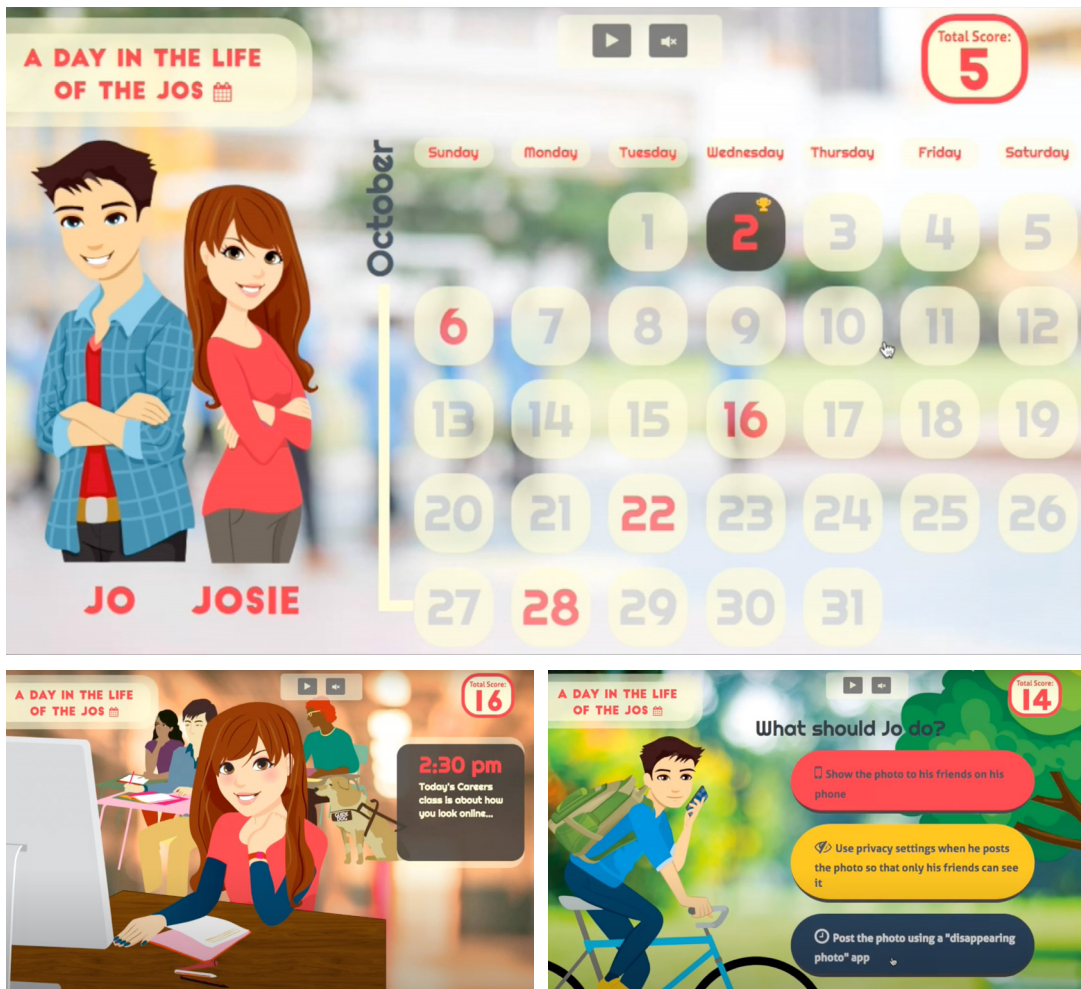 A DAY IN THE LIFE
OF THE JOS
Total Score:
5
October
Sunday Monday Tuesday Wednesday Thursday Friday Saturday
1 2 3 4 5
6 7 8 9 10 11 12
13 14 15 16 17 18 19
20 21 22 23 24 25 26
27 28 29 30 31
JO JOSIE
A DAY IN THE LIFE
OF THE JOS
Total Score:
16
2:30 pm
Today's Careers
class is about how
you look online...
GUIDE
DOG
A DAY IN THE LIFE
OF THE JOS
Total Score:
14
What should Jo do?
Show the photo to his friends on his
phone
Use privacy settings when he posts
the photo so that only his friends can see
it
Post the photo using a "disappearing
photo" app